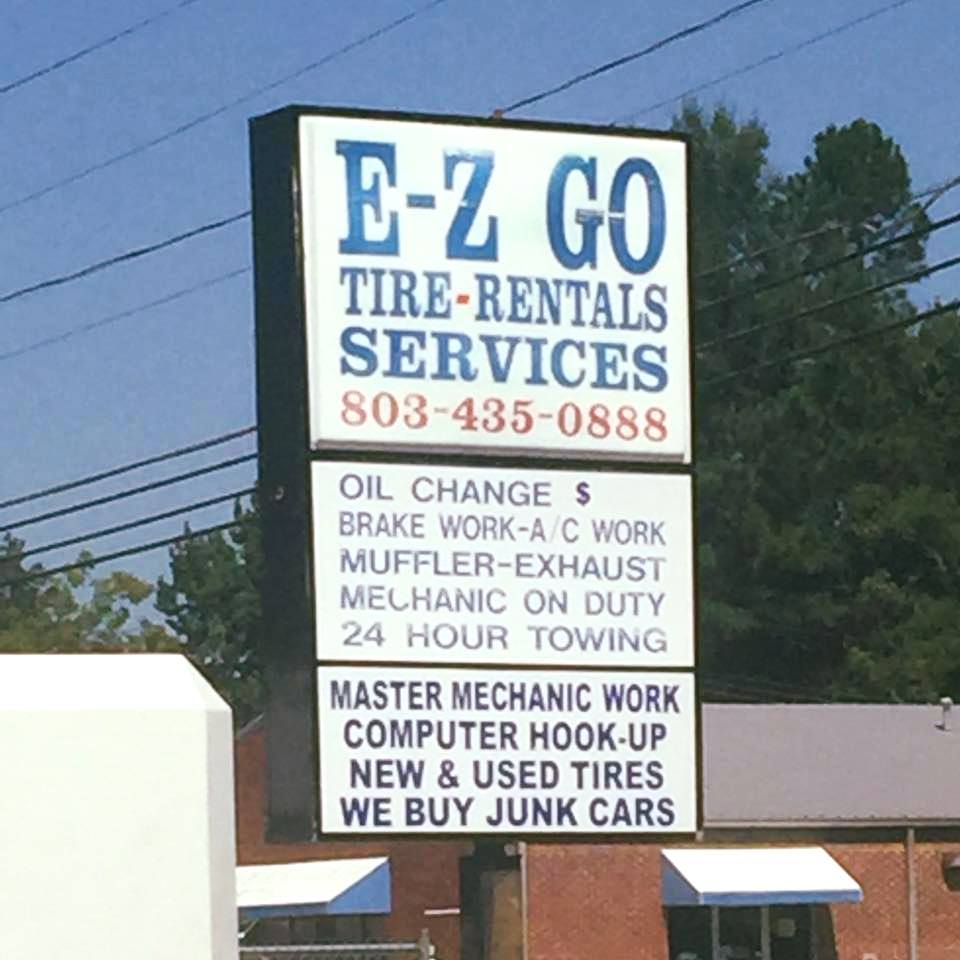 E-Z GO
TIRE-RENTALS
SERVICES
803-435-0888
OIL CHANGE $
BRAKE WORK-A/C WORK
MUFFLER-EXHAUST
MECHANIC ON DUTY
24 HOUR TOWING
MASTER MECHANIC WORK
COMPUTER HOOK-UP
NEW & USED TIRES
WE BUY JUNK CARS